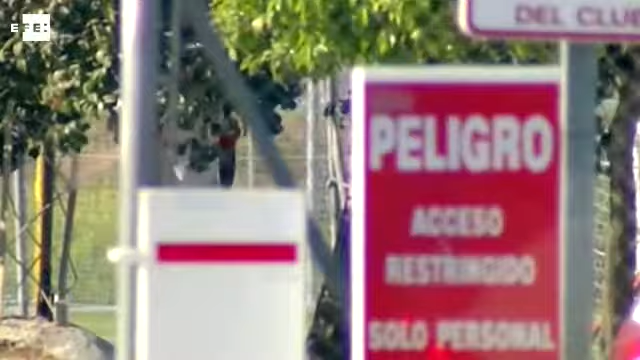 EFE:
DEL CLUB
PELIGRO
ACCESO
RESTRINGIDO
SOLO PERSONAL